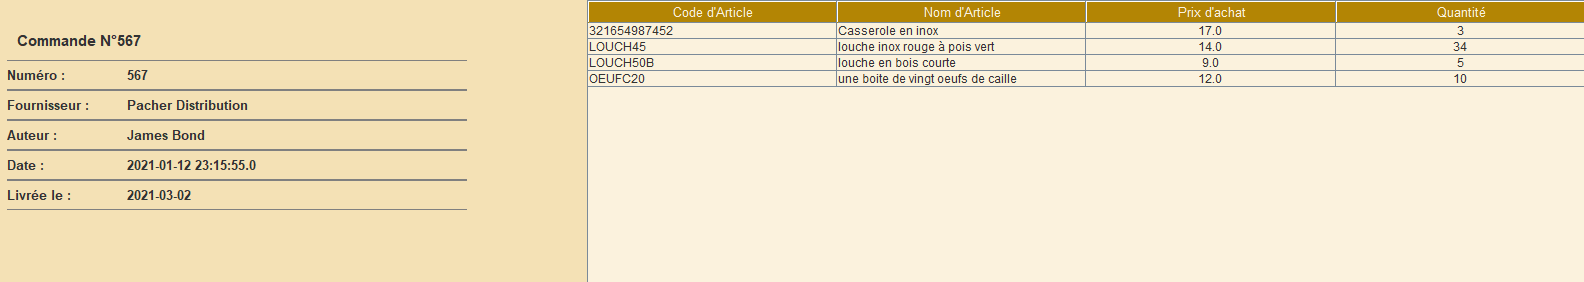 Commande N°567
Numéro : 567
Fournisseur : Pacher Distribution
Auteur : James Bond
Date : 2021-01-12 23:15:55.0
Livrée le : 2021-03-02
Code d'Article Nom d'Article Prix d'achat Quantité
321654987452 Casserole en inox 17.0 3
LOUCH45 louche inox rouge à pois vert 14.0 34
LOUCH50B louche en bois courte 9.0 5
OEUFC20 une boite de vingt oeufs de caille 12.0 10